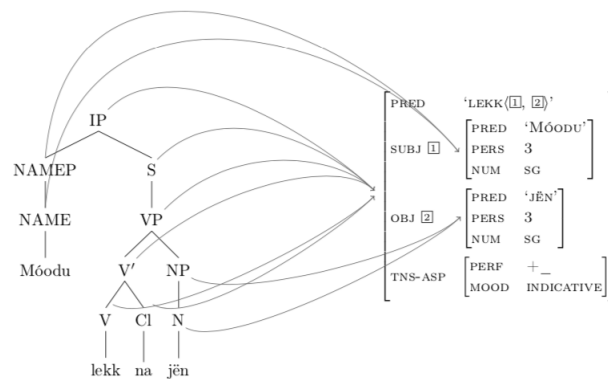 IP
NAMEP S
NAME VP
Móodu V′ NP
V Cl N
lekk na jën
PRED ‘LEKK⟨1, 2⟩’
SUBJ 1 PRED ‘MÓODU’
PERS 3
NUM SG
OBJ 2 PRED ‘JËN’
PERS 3
NUM SG
TNS-ASP PERF +_
MOOD INDICATIVE